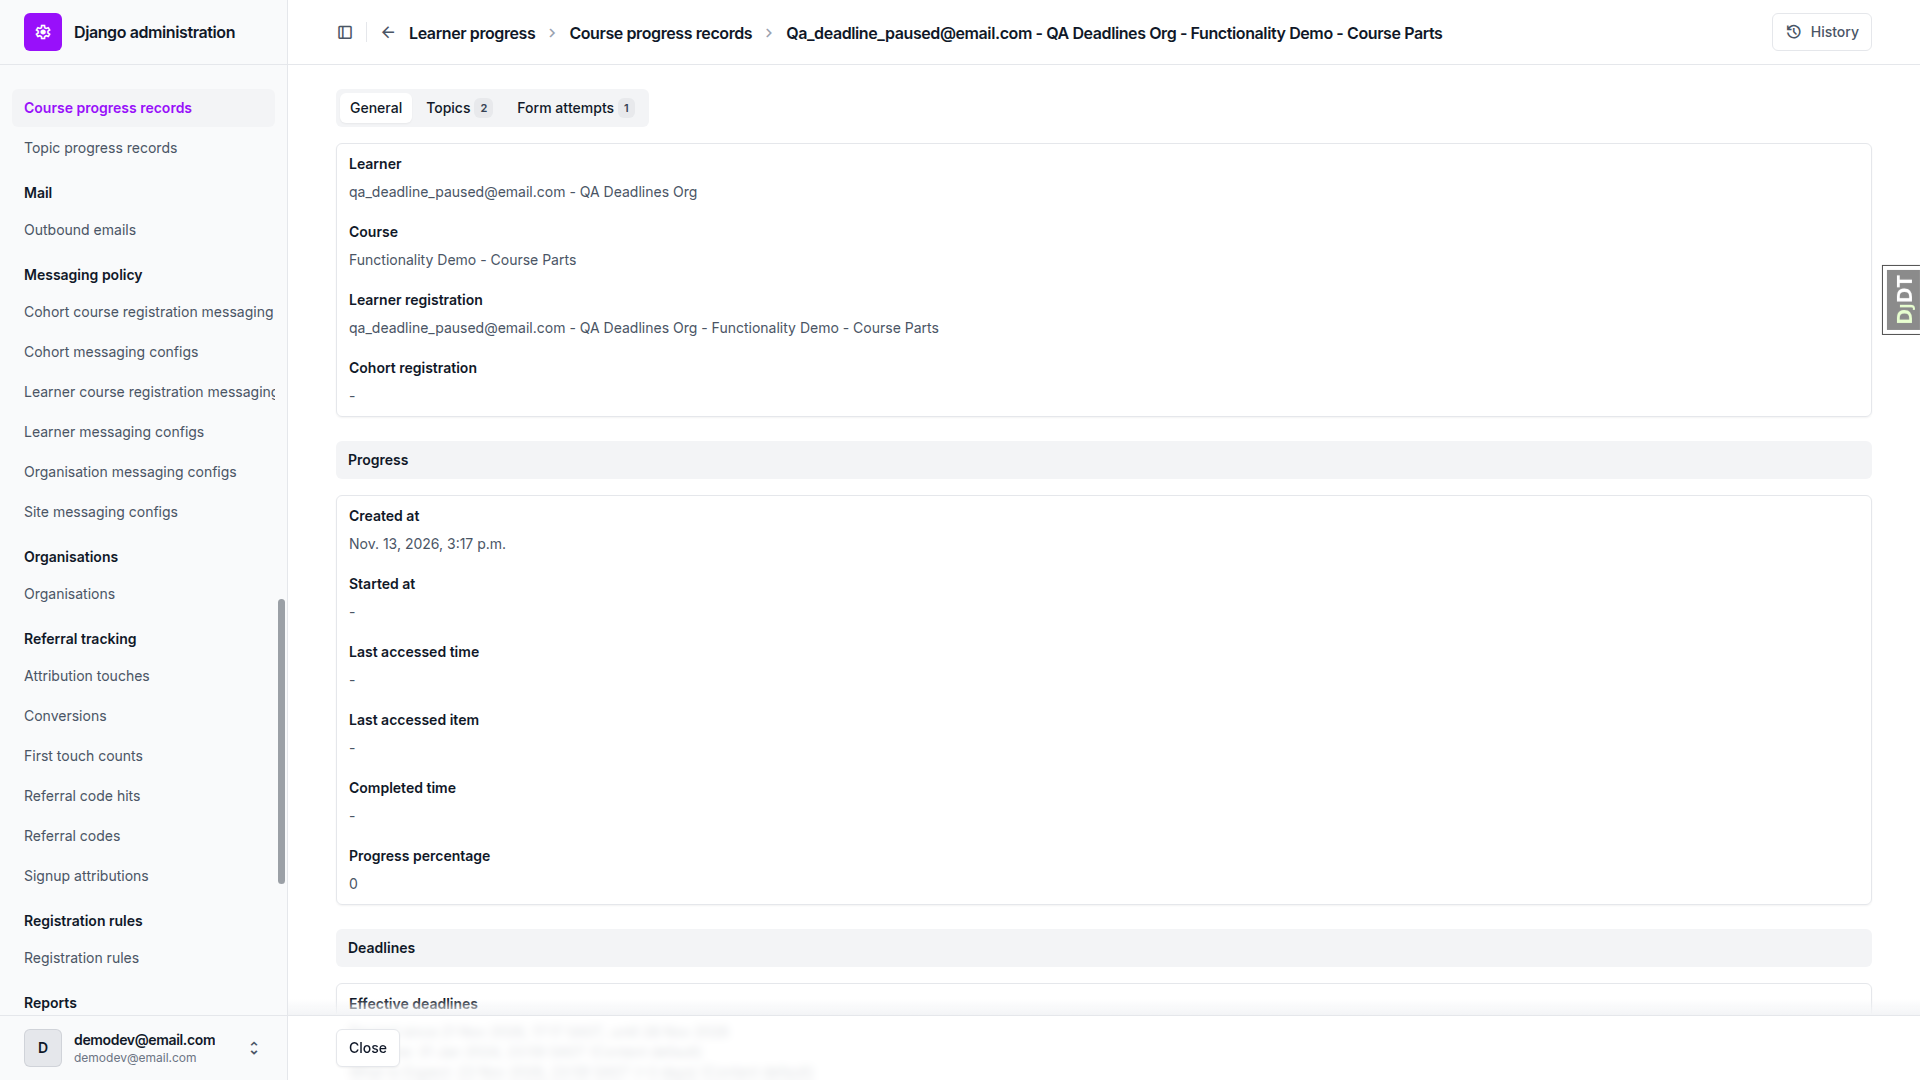 Django administration
Learner progress
Course progress records
Qa_deadline_paused@email.com - QA Deadlines Org - Functionality Demo - Course Parts
History
Course progress records
Topic progress records
Mail
Outbound emails
Messaging policy
Cohort course registration messaging
Cohort messaging configs
Learner course registration messaging
Learner messaging configs
Organisation messaging configs
Site messaging configs
Organisations
Organisations
Referral tracking
Attribution touches
Conversions
First touch counts
Referral code hits
Referral codes
Signup attributions
Registration rules
Registration rules
Reports
D
demodev@email.com
demodev@email.com
General
Topics 2
Form attempts 1
Learner
qa_deadline_paused@email.com - QA Deadlines Org
Course
Functionality Demo - Course Parts
Learner registration
qa_deadline_paused@email.com - QA Deadlines Org - Functionality Demo - Course Parts
Cohort registration
-
Progress
Created at
Nov. 13, 2026, 3:17 p.m.
Started at
-
Last accessed time
-
Last accessed item
-
Completed time
-
Progress percentage
0
Deadlines
Effective deadlines
Close
DjDT